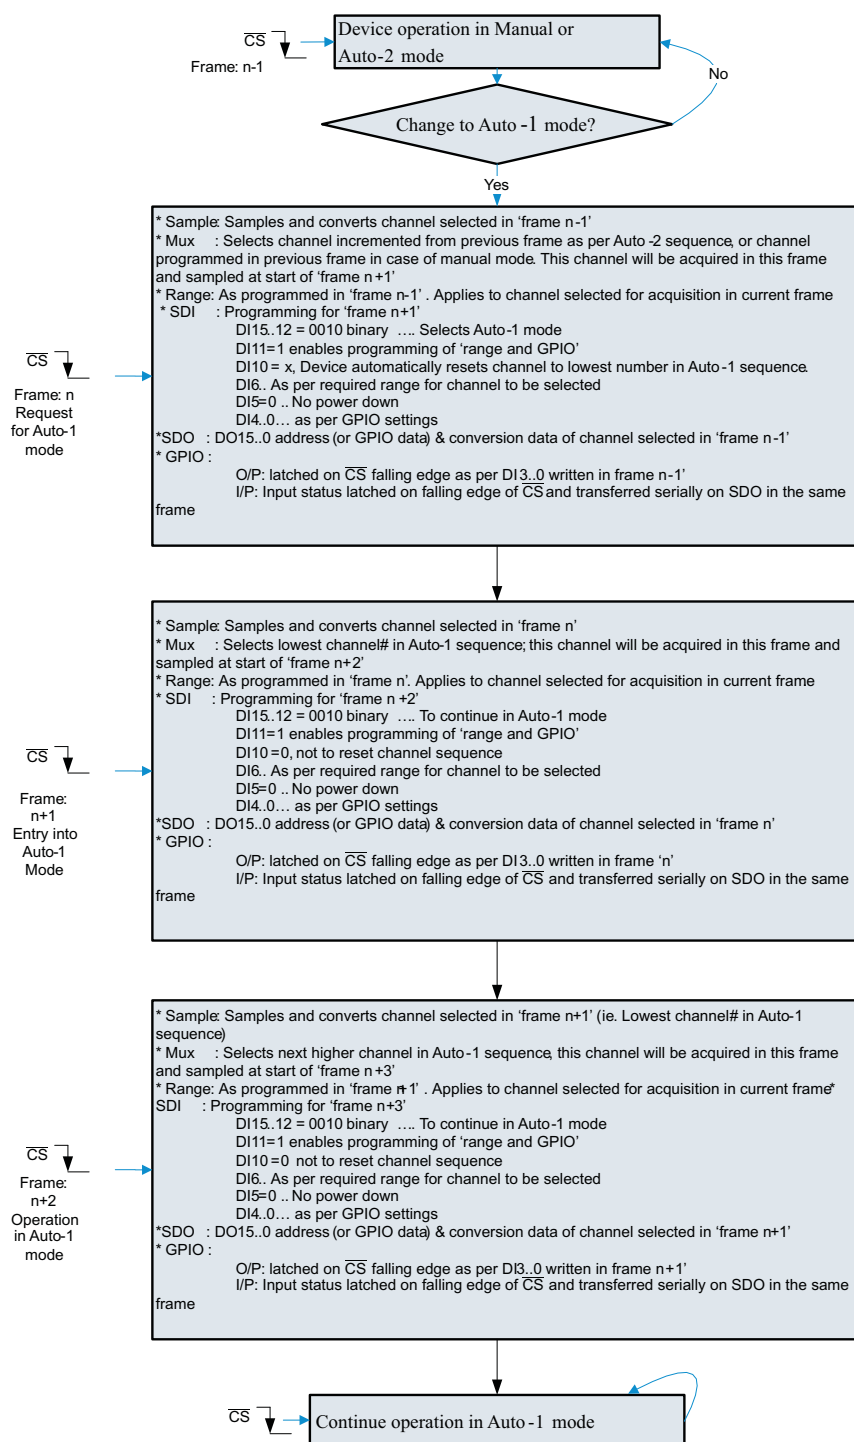 Device operation in Manual or
Auto-2 mode
CS
Frame: n-1
No
Change to Auto -1 mode?
Yes
* Sample: Samples and converts channel selected in ‘frame n-1’
* Mux : Selects channel incremented from previous frame as per Auto -2 sequence, or channel
programmed in previous frame in case of manual mode. This channel will be acquired in this frame
and sampled at start of ‘frame n+1’
* Range: As programmed in ‘frame n-1’ . Applies to channel selected for acquisition in current frame
* SDI : Programming for ‘frame n+1’
DI15..12 = 0010 binary …. Selects Auto-1 mode
DI11=1 enables programming of ‘range and GPIO’
DI10 = x, Device automatically resets channel to lowest number in Auto-1 sequence.
DI6.. As per required range for channel to be selected
DI5=0 .. No power down
DI4..0… as per GPIO settings
*SDO : DO15..0 address (or GPIO data) & conversion data of channel selected in ‘frame n-1’
* GPIO :
O/P: latched on CS falling edge as per DI3..0 written in frame n-1’
I/P: Input status latched on falling edge of CS and transferred serially on SDO in the same
frame
CS
Frame: n
Request
for Auto-1
mode
* Sample: Samples and converts channel selected in ‘frame n’
* Mux : Selects lowest channel# in Auto-1 sequence; this channel will be acquired in this frame and
sampled at start of ‘frame n+2’
* Range: As programmed in ‘frame n’. Applies to channel selected for acquisition in current frame
* SDI : Programming for ‘frame n +2’
DI15..12 = 0010 binary …. To continue in Auto-1 mode
DI11=1 enables programming of ‘range and GPIO’
DI10 =0, not to reset channel sequence
DI6.. As per required range for channel to be selected
DI5=0 .. No power down
DI4..0… as per GPIO settings
*SDO : DO15..0 address (or GPIO data) & conversion data of channel selected in ‘frame n’
* GPIO :
O/P: latched on CS falling edge as per DI3..0 written in frame ‘n’
I/P: Input status latched on falling edge of CS and transferred serially on SDO in the same
frame
CS
Frame:
n+1
Entry into
Auto-1
Mode
* Sample: Samples and converts channel selected in ‘frame n+1’ (ie. Lowest channel# in Auto-1
sequence)
* Mux : Selects next higher channel in Auto-1 sequence, this channel will be acquired in this frame
and sampled at start of ‘frame n+3’
* Range: As programmed in ‘frame n+1’ . Applies to channel selected for acquisition in current frame*
SDI : Programming for ‘frame n+3’
DI15..12 = 0010 binary …. To continue in Auto-1 mode
DI11=1 enables programming of ‘range and GPIO’
DI10 =0 not to reset channel sequence
DI6.. As per required range for channel to be selected
DI5=0 .. No power down
DI4..0… as per GPIO settings
*SDO : DO15..0 address (or GPIO data) & conversion data of channel selected in ‘frame n+1’
* GPIO :
O/P: latched on CS falling edge as per DI3..0 written in frame n+1’
I/P: Input status latched on falling edge of CS and transferred serially on SDO in the same
frame
CS
Frame:
n+2
Operation
in Auto-1
mode
CS
Continue operation in Auto -1 mode